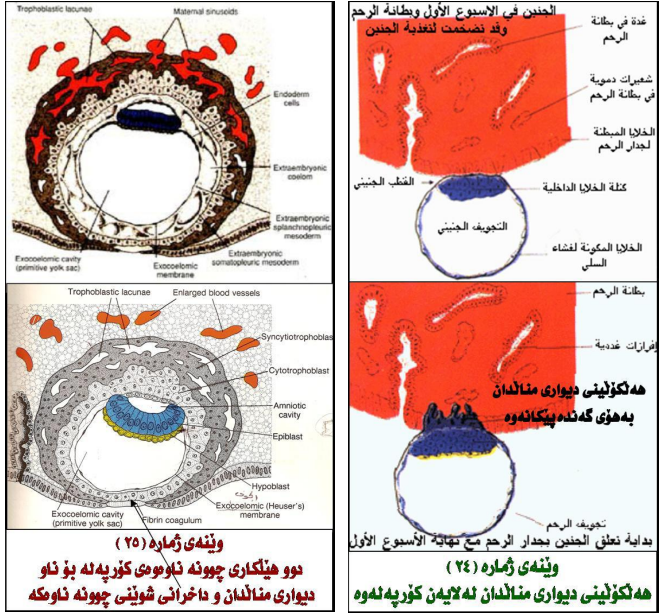 Trophoblastic lacunae
Maternal sinusoids
Endoderm
cells
Extraembryonic
coelom
Extraembryonic
splanchnopleuric
mesoderm
Extraembryonic
somatopleuric mesoderm
Exocoelomic
membrane
Exocoelomic cavity
(primitive yolk sac)
Trophoblastic lacunae
Enlarged blood vessels
Syncytiotrophoblast
Cytotrophoblast
Amniotic
cavity
Epiblast
Hypoblast
Exocoelomic (Heuser's)
membrane
Exocoelomic cavity
(primitive yolk sac)
Fibrin coagulum
وێنەی ژمارە (٢٥)
دوو هێڵکاری چوونە ناوەوەی کۆرپەلە بۆ ناو
دیواری مناڵدان و داخرانی شوێنی چوونە ناوەکە
الجنين في الاسبوع الأول وبطانة الرحم
وقد تضخمت لتغذية الجنين
غدة في بطانة
الرحم
شعيرات دموية
في بطانة الرحم
الخلايا المبطنة
لجدار الرحم
القطب الجنيني
كتلة الخلايا الداخلية
التجويف الجنيني
الخلايا المكونة لغشاء
السلي
بطانة الرحم
إفرازات غددية
هەڵکۆڵینی دیواری مناڵدان
بەهۆی گەندەپێکانەوە
تجويف الرحم
بداية تعلق الجنين بجدار الرحم مع نهاية الأسبوع الأول
وێنەی ژمارە (٢٤)
هەڵکۆڵینی دیواری مناڵدان لەلایەن کۆرپەلەوە